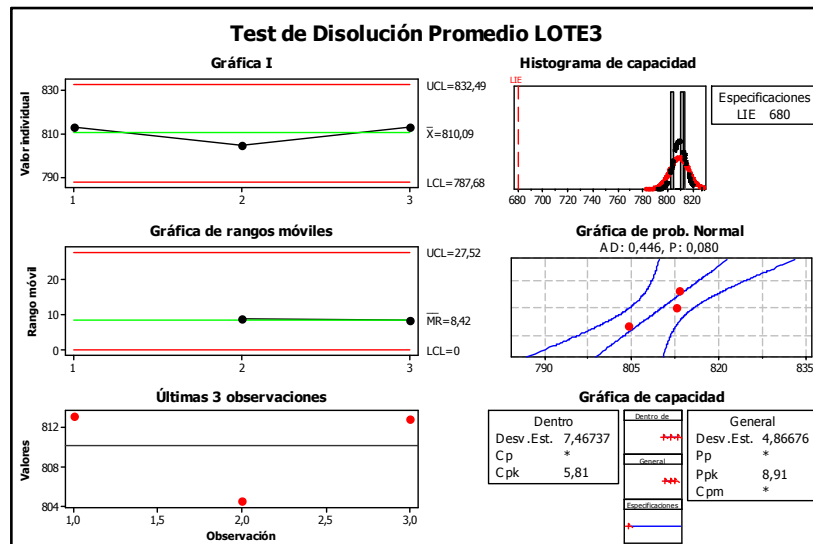 Test de Disolución Promedio LOTE3
Gráfica I
Valor individual
830
810
790
1
2
3
UCL=832,49
X=810,09
LCL=787,68
Histograma de capacidad
LIE
680
700
720
740
760
780
800
820
Especificaciones
LIE 680
Gráfica de rangos móviles
Rango móvil
20
10
0
1
2
3
UCL=27,52
MR=8,42
LCL=0
Gráfica de prob. Normal
AD: 0,446, P: 0,080
790
805
820
835
Últimas 3 observaciones
Valores
812
808
804
1,0
1,5
2,0
2,5
3,0
Observación
Gráfica de capacidad
Dentro
Desv.Est. 7,46737
Cp *
Cpk 5,81
Dentro de
General
Especificaciones
General
Desv.Est. 4,86676
Pp *
Ppk 8,91
Cpm *